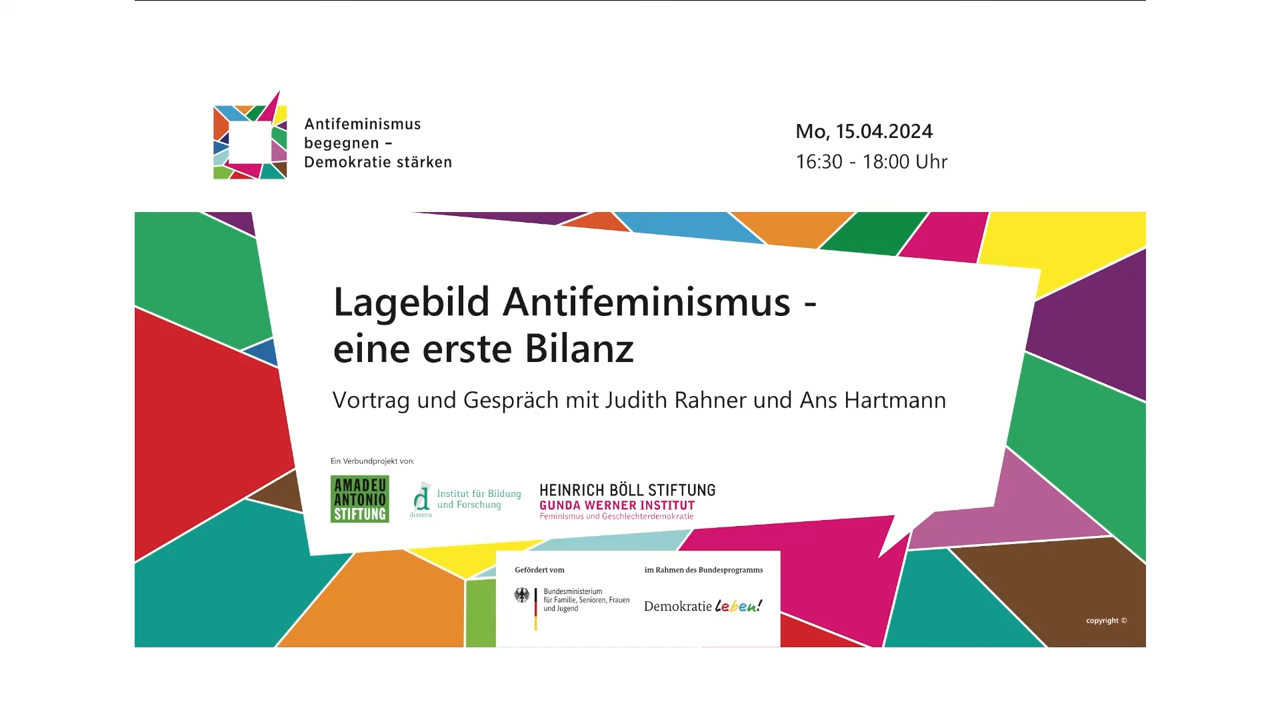 Antifeminismus
begegnen –
Demokratie stärken
Mo, 15.04.2024
16:30 - 18:00 Uhr
Lagebild Antifeminismus -
eine erste Bilanz
Vortrag und Gespräch mit Judith Rahner und Ans Hartmann
Ein Verbundprojekt von:
AMADEU
ANTONIO
STIFTUNG
d
dissens
Institut für Bildung
und Forschung
HEINRICH BÖLL STIFTUNG
GUNDA WERNER INSTITUT
Feminismus und Geschlechterdemokratie
Gefördert vom
Bundesministerium
für Familie, Senioren, Frauen
und Jugend
im Rahmen des Bundesprogramms
Demokratie leben!
copyright ©